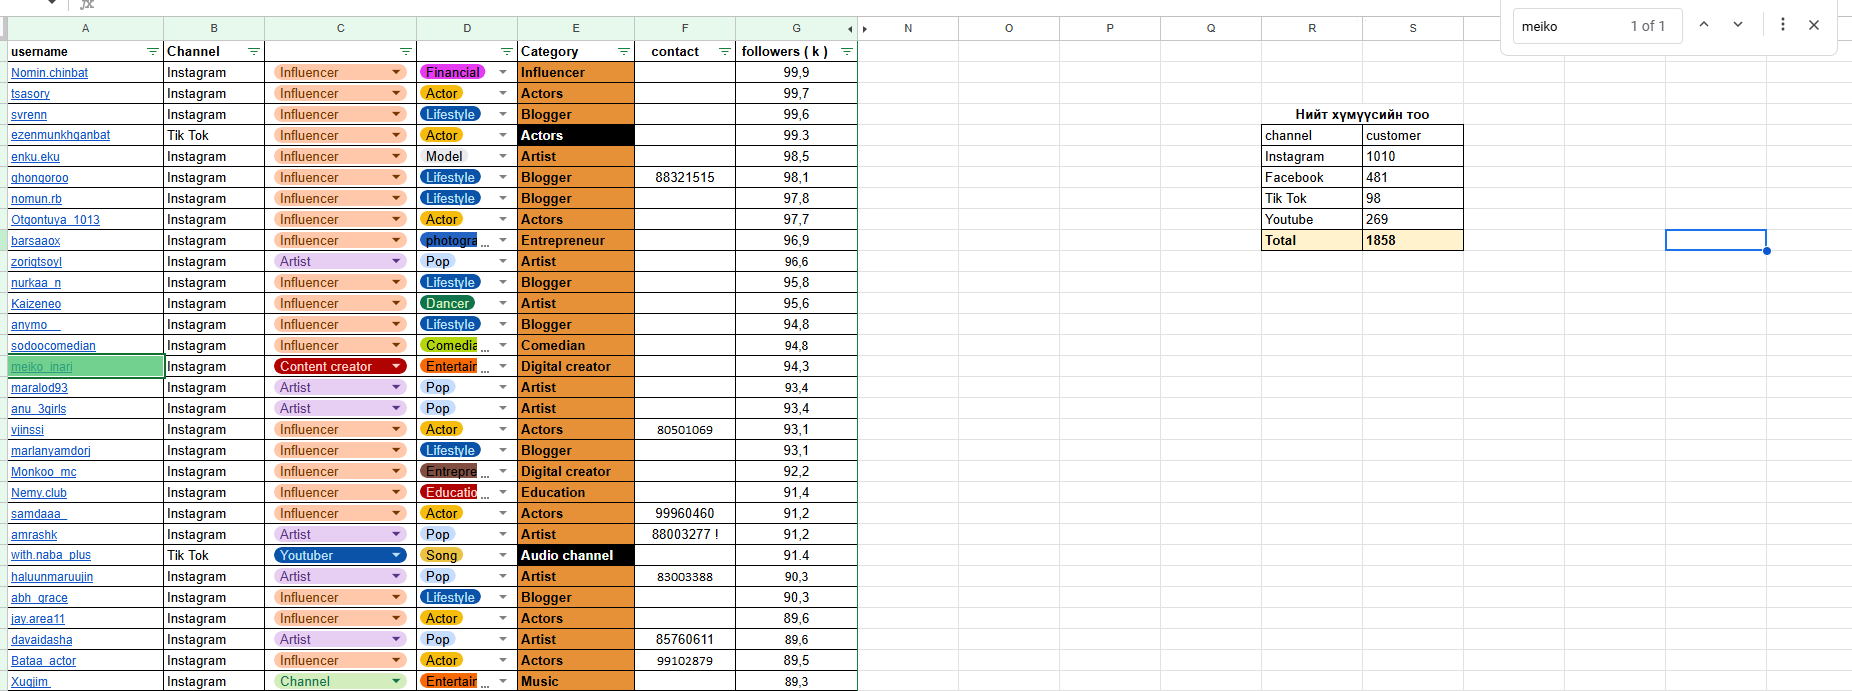 meiko 1 of 1
A B C D E F G N O P Q R S
username Channel Category contact followers ( k )
Nomin.chinbat Instagram Influencer Financial Influencer 99,9
tsasory Instagram Influencer Actor Actors 99,7
svrenn Instagram Influencer Lifestyle Blogger 99,6
Нийт хүмүүсийн тоо
ezenmunkhganbat Tik Tok Influencer Actor Actors 99.3
channel customer
enku.eku Instagram Influencer Model Artist 98,5
Instagram 1010
ghongoroo Instagram Influencer Lifestyle Blogger 88321515 98,1
Facebook 481
nomun.rb Instagram Influencer Lifestyle Blogger 97,8
Tik Tok 98
Otgontuya_1013 Instagram Influencer Actor Actors 97,7
Youtube 269
barsaaox Instagram Influencer photogra ... Entrepreneur 96,9
Total 1858
zorigtsoyl Instagram Artist Pop Artist 96,6
nurkaa_n Instagram Influencer Lifestyle Blogger 95,8
Kaizeneo Instagram Influencer Dancer Artist 95,6
anymo__ Instagram Influencer Lifestyle Blogger 94,8
sodoocomedian Instagram Influencer Comedia ... Comedian 94,8
meiko_inari Instagram Content creator Entertair ... Digital creator 94,3
maralod93 Instagram Artist Pop Artist 93,4
anu_3girls Instagram Artist Pop Artist 93,4
vjinssi Instagram Influencer Actor Actors 80501069 93,1
marlanyamdorj Instagram Influencer Lifestyle Blogger 93,1
Monkoo_mc Instagram Influencer Entrepre ... Digital creator 92,2
Nemy.club Instagram Influencer Educatio ... Education 91,4
samdaaa_ Instagram Influencer Actor Actors 99960460 91,2
amrashk Instagram Artist Pop Artist 88003277 ! 91,2
with.naba_plus Tik Tok Youtuber Song Audio channel 91.4
haluunmaruujin Instagram Artist Pop Artist 83003388 90,3
abh_grace Instagram Influencer Lifestyle Blogger 90,3
jay.area11 Instagram Influencer Actor Actors 89,6
davaidasha Instagram Artist Pop Artist 85760611 89,6
Bataa_actor Instagram Influencer Actor Actors 99102879 89,5
Xugjim_ Instagram Channel Entertair ... Music 89,3